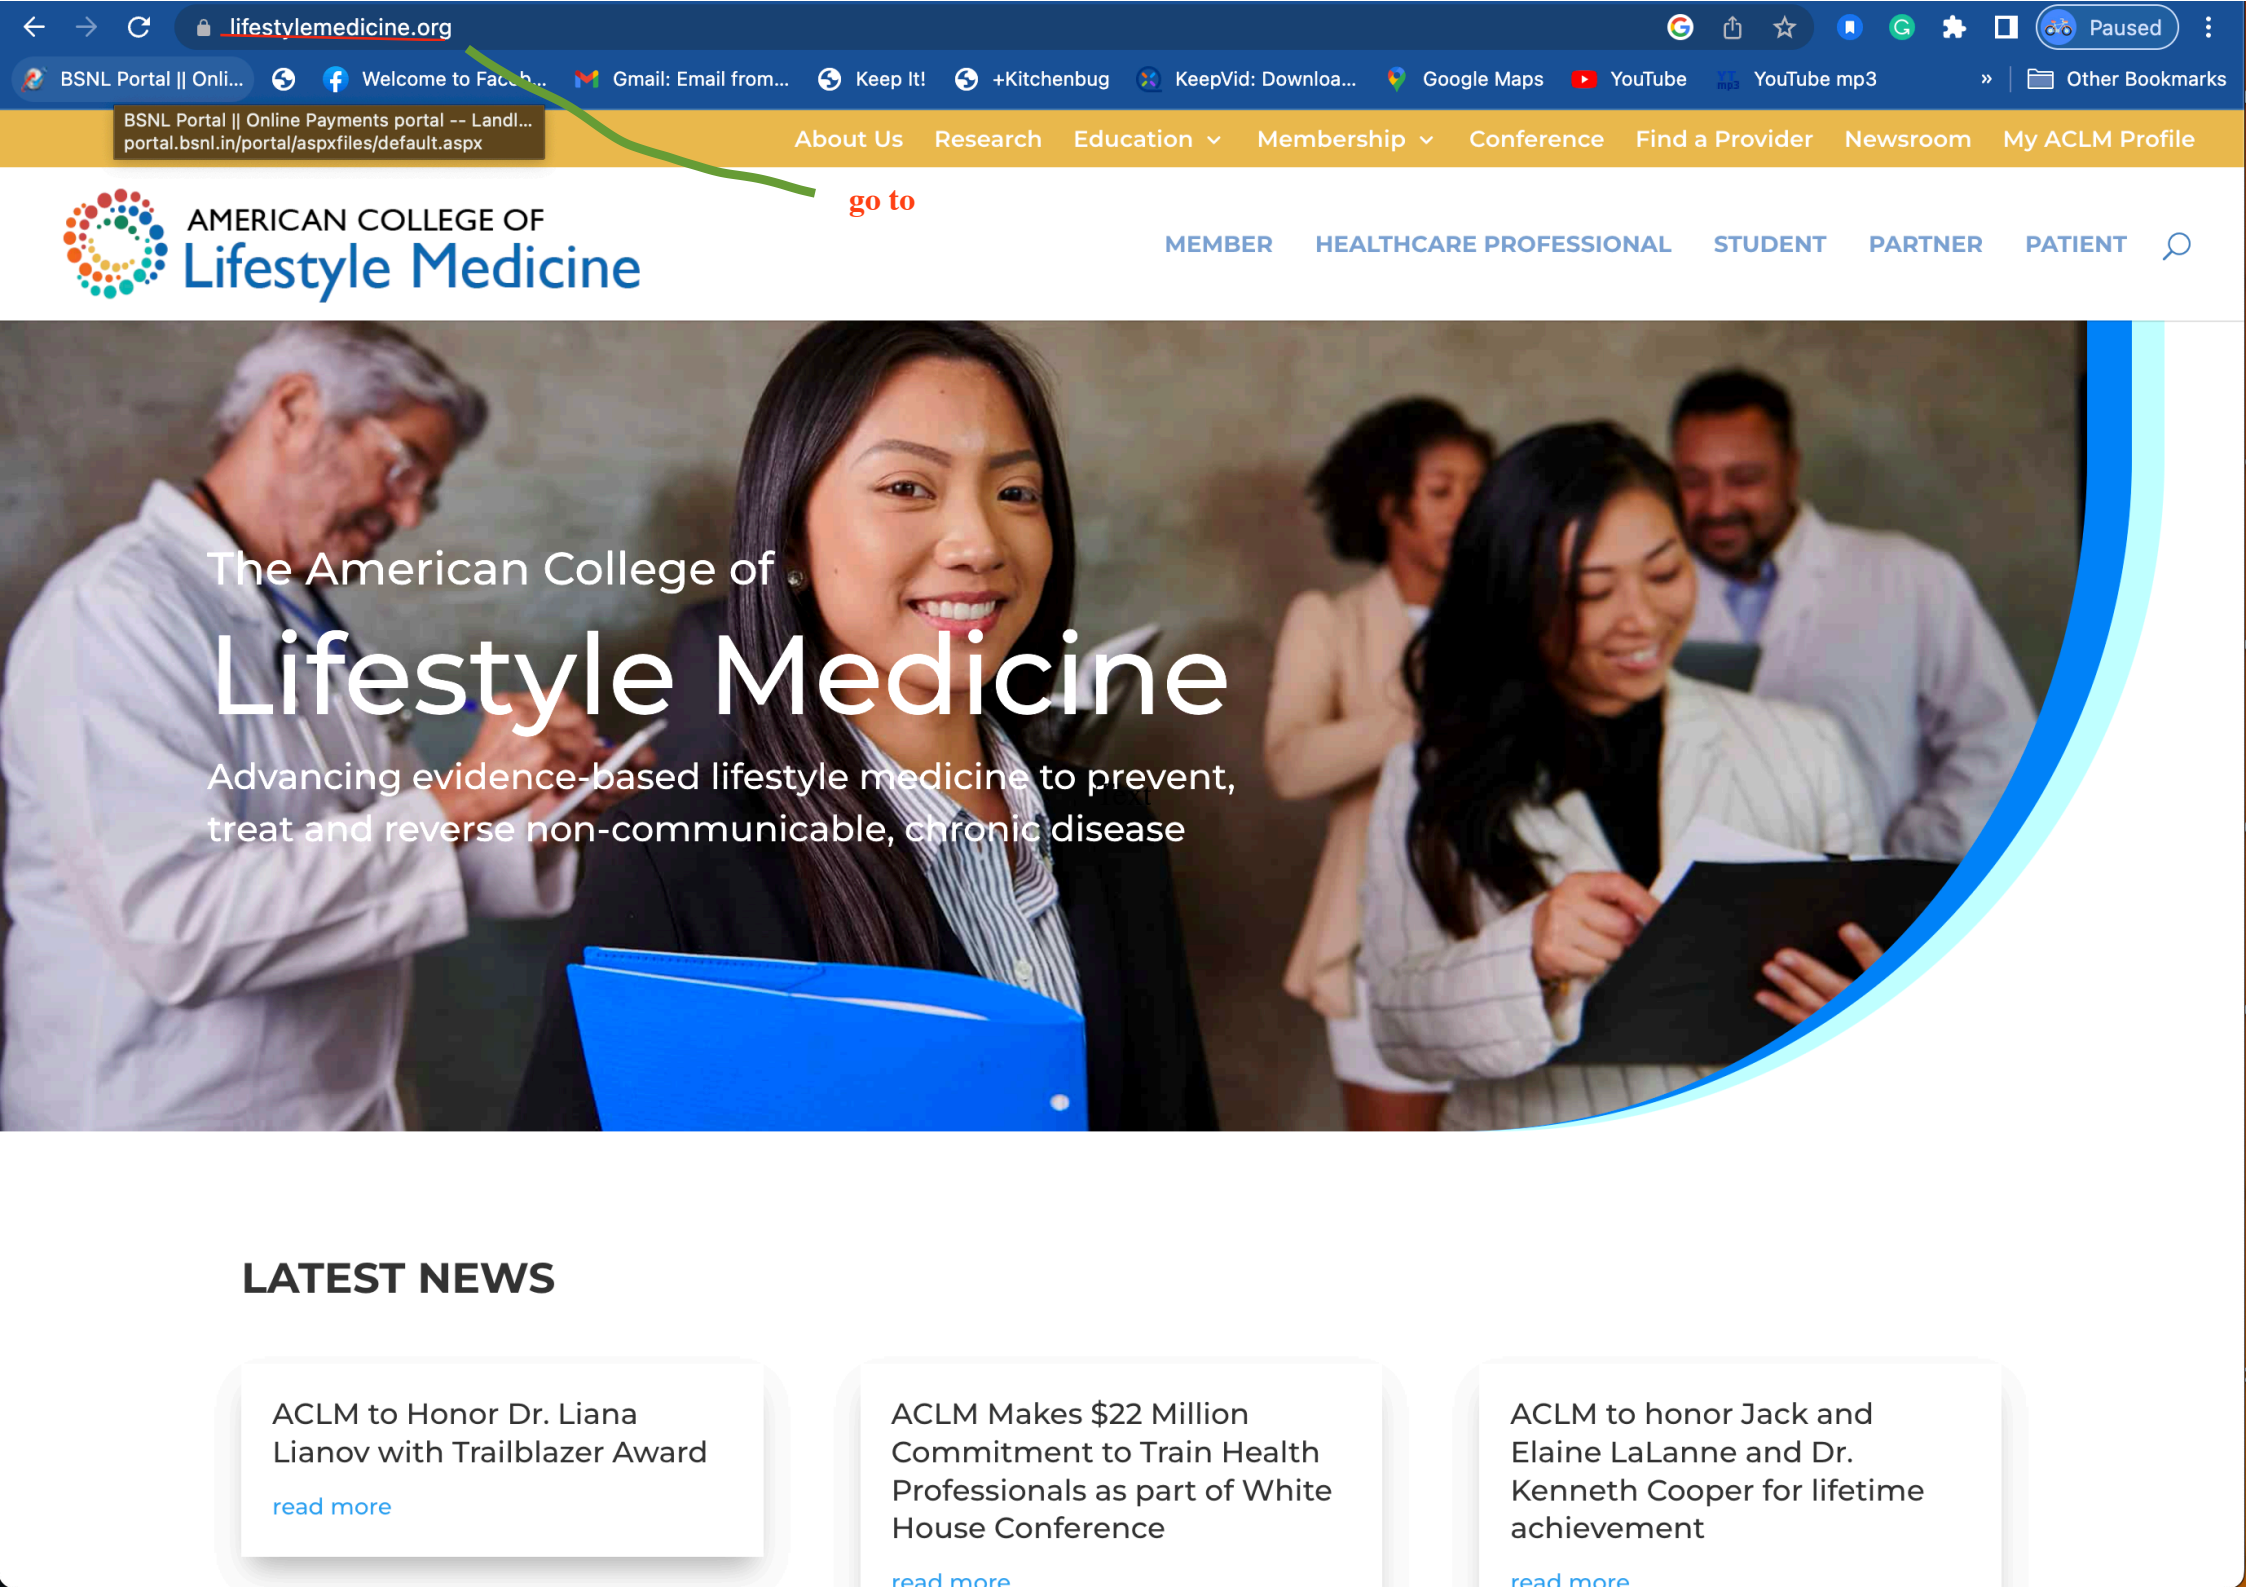 lifestylemedicine.org
Paused
BSNL Portal || Onli...
Welcome to Faceb...
Gmail: Email from...
Keep It!
+Kitchenbug
KeepVid: Downloa...
Google Maps
YouTube
YT mp3
YouTube mp3
»
Other Bookmarks
BSNL Portal || Online Payments portal -- Landl...
portal.bsnl.in/portal/aspxfiles/default.aspx
About Us
Research
Education
Membership
Conference
Find a Provider
Newsroom
My ACLM Profile
go to
AMERICAN COLLEGE OF
Lifestyle Medicine
MEMBER
HEALTHCARE PROFESSIONAL
STUDENT
PARTNER
PATIENT
The American College of
Lifestyle Medicine
Advancing evidence-based lifestyle medicine to prevent,
treat and reverse non-communicable, chronic disease
LATEST NEWS
ACLM to Honor Dr. Liana
Lianov with Trailblazer Award
read more
ACLM Makes $22 Million
Commitment to Train Health
Professionals as part of White
House Conference
read more
ACLM to honor Jack and
Elaine LaLanne and Dr.
Kenneth Cooper for lifetime
achievement
read more